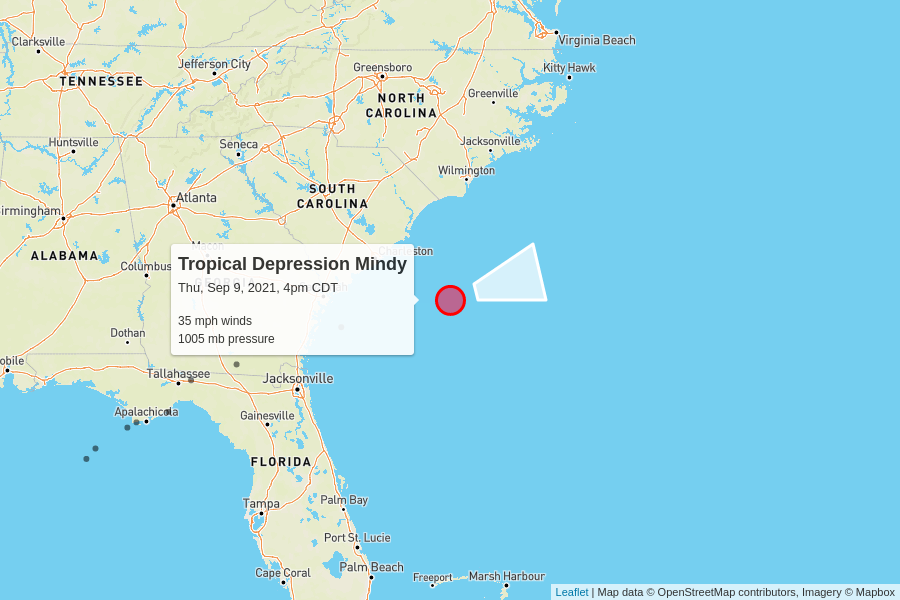 Clarksville
Jefferson City
Greensboro
Virginia Beach
Kitty Hawk
TENNESSEE
Greenville
NORTH
CAROLINA
Huntsville
Seneca
Jacksonville
Wilmington
Atlanta
SOUTH
CAROLINA
irmingham
ALABAMA
Macon
Charleston
Columbus
Tropical Depression Mindy
Thu, Sep 9, 2021, 4pm CDT
35 mph winds
1005 mb pressure
GEORGIA
Dothan
obile
Tallahassee
Jacksonville
Apalachicola
Gainesville
FLORIDA
Tampa
Palm Bay
Port St. Lucie
Cape Coral
Palm Beach
Freeport
Marsh Harbour
Leaflet | Map data © OpenStreetMap contributors, Imagery © Mapbox